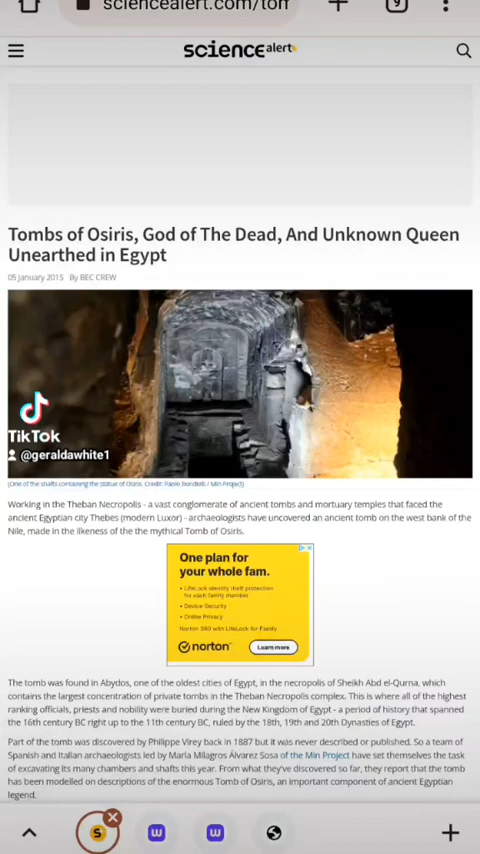 sciencealert.com/tom
9
sciencealert
Tombs of Osiris, God of The Dead, And Unknown Queen
Unearthed in Egypt
05 January 2015 By BEC CREW
TikTok
@geraldawhite1
(One of the shafts containing the statue of Osiris. Credit: Paolo Bondielli / Min Project)
Working in the Theban Necropolis - a vast conglomerate of ancient tombs and mortuary temples that faced the
ancient Egyptian city Thebes (modern Luxor) - archaeologists have uncovered an ancient tomb on the west bank of the
Nile, made in the likeness of the the mythical Tomb of Osiris.
One plan for
your whole fam.
• LifeLock identity theft protection
for each family member
• Device Security
• Online Privacy
Norton 360 with LifeLock for Family
norton
Learn more
The tomb was found in Abydos, one of the oldest cities of Egypt, in the necropolis of Sheikh Abd el-Qurna, which
contains the largest concentration of private tombs in the Theban Necropolis complex. This is where all of the highest
ranking officials, priests and nobility were buried during the New Kingdom of Egypt - a period of history that spanned
the 16th century BC right up to the 11th century BC, ruled by the 18th, 19th and 20th Dynasties of Egypt.
Part of the tomb was discovered by Philippe Virey back in 1887 but it was never described or published. So a team of
Spanish and Italian archaeologists led by María Milagros Álvarez Sosa of the Min Project have set themselves the task
of excavating its many chambers and shafts this year. From what they've discovered so far, they report that the tomb
has been modelled on descriptions of the enormous Tomb of Osiris, an important component of ancient Egyptian
legend.
S
W
W